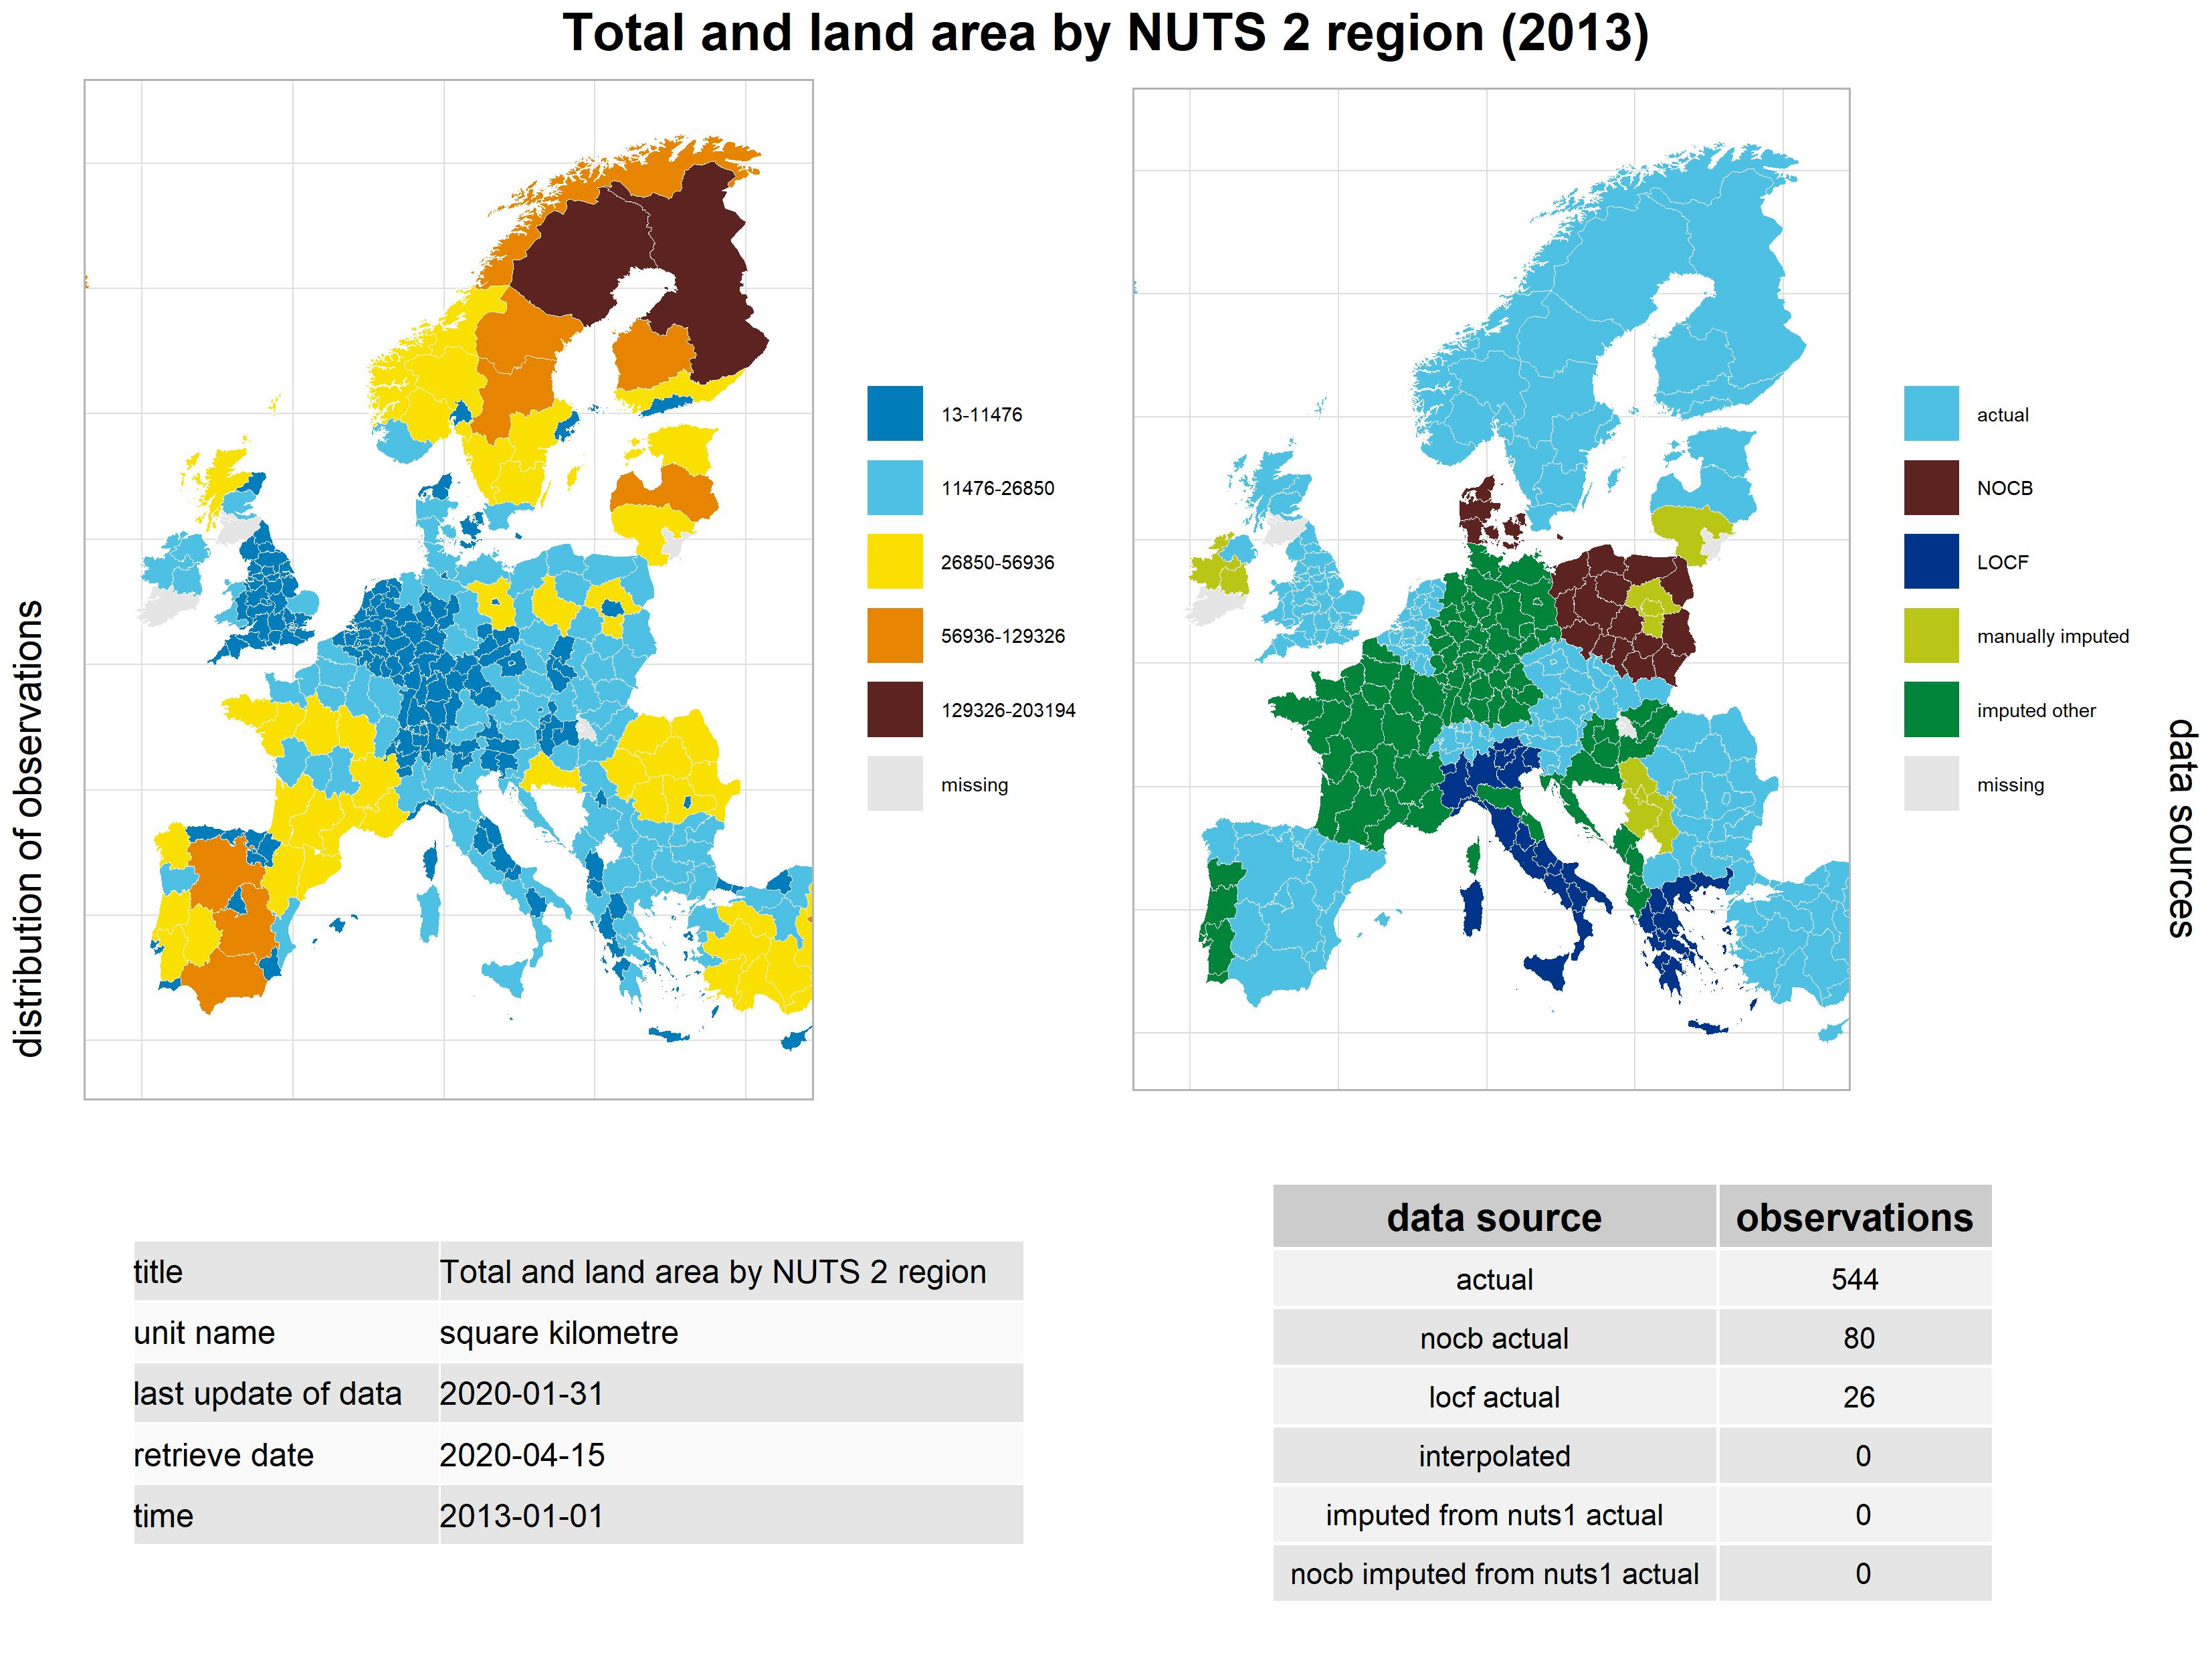 Total and land area by NUTS 2 region (2013)
distribution of observations
13-11476
11476-26850
26850-56936
56936-129326
129326-203194
missing
actual
NOCB
LOCF
manually imputed
imputed other
missing
data sources
title Total and land area by NUTS 2 region
unit name square kilometre
last update of data 2020-01-31
retrieve date 2020-04-15
time 2013-01-01
data source observations
actual 544
nocb actual 80
locf actual 26
interpolated 0
imputed from nuts1 actual 0
nocb imputed from nuts1 actual 0